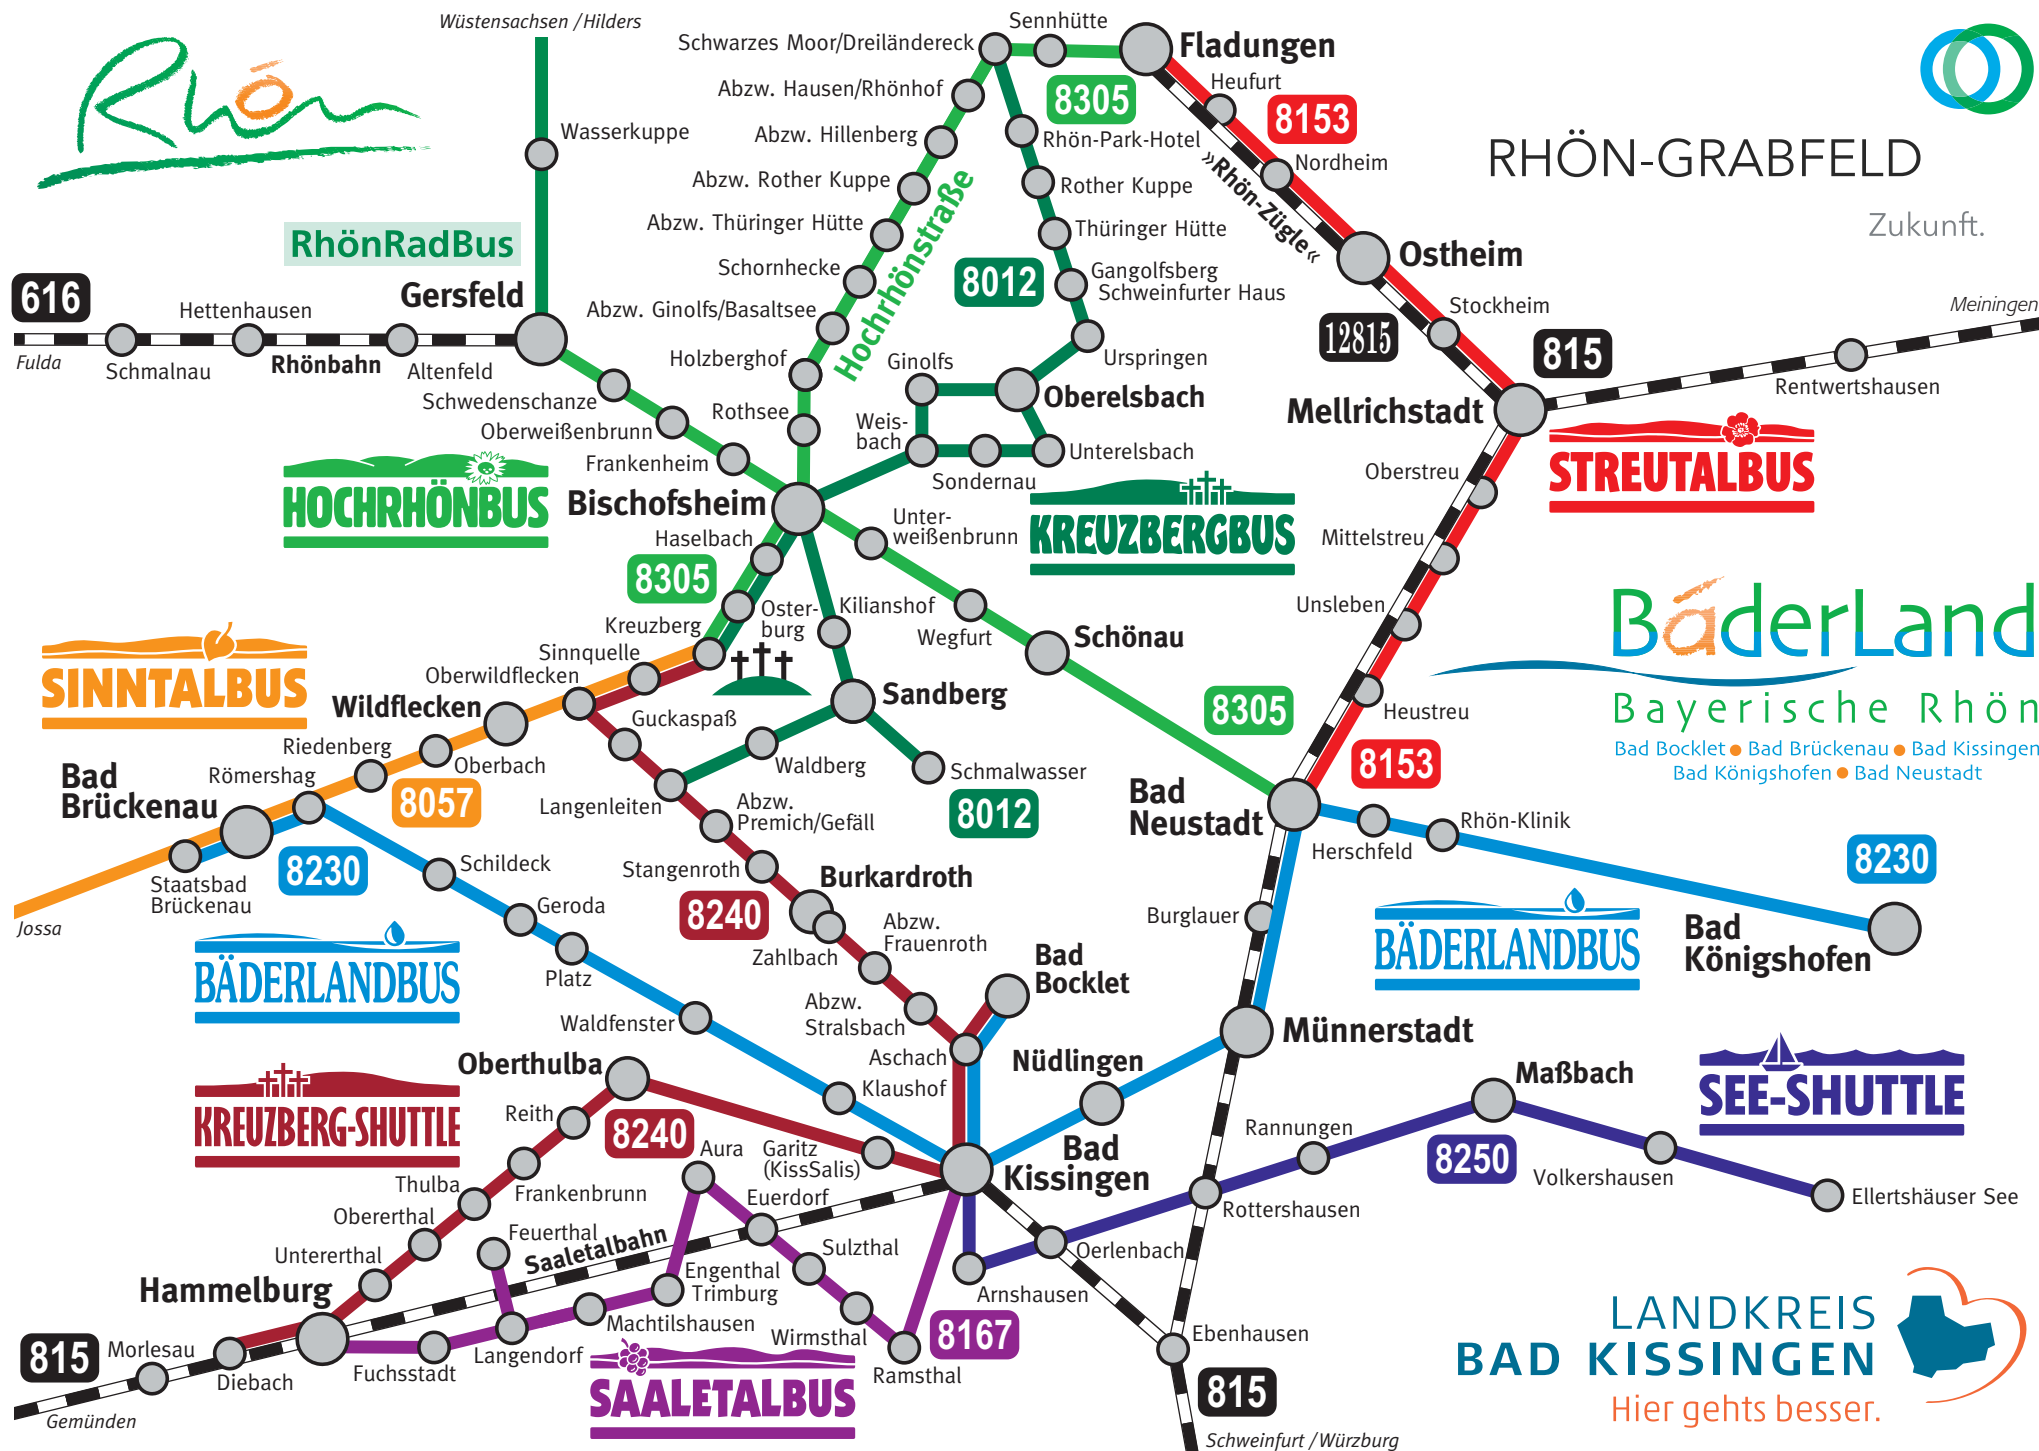 Rhön
Wüstensachsen /Hilders
Wasserkuppe
RhönRadBus
616
Fulda
Schmalnau
Hettenhausen
Rhönbahn
Altenfeld
Gersfeld
Schwedenschanze
Oberweißenbrunn
Frankenheim
Bischofsheim
HOCHRHÖNBUS
Schwarzes Moor/Dreiländereck
Sennhütte
Fladungen
Abzw. Hausen/Rhönhof
Abzw. Hillenberg
Abzw. Rother Kuppe
Abzw. Thüringer Hütte
Schornhecke
Abzw. Ginolfs/Basaltsee
Holzberghof
Rothsee
Hochrhönstraße
8305
Rhön-Park-Hotel
Rother Kuppe
Thüringer Hütte
8012
Gangolfsberg
Schweinfurter Haus
Urspringen
Ginolfs
Oberelsbach
Weis-
bach
Sondernau
Unterelsbach
KREUZBERGBUS
Heufurt
8153
Nordheim
»Rhön-Zügle«
Ostheim
Stockheim
12815
815
Mellrichstadt
Meiningen
Rentwertshausen
STREUTALBUS
RHÖN-GRABFELD
Zukunft.
Oberstreu
Mittelstreu
Unsleben
Heustreu
8153
BäderLand
Bayerische Rhön
Bad Bocklet ● Bad Brückenau ● Bad Kissingen
Bad Königshofen ● Bad Neustadt
Haselbach
8305
Oster-
burg
Kreuzberg
Sinnquelle
Oberwildflecken
Wildflecken
SINNTALBUS
Riedenberg
Oberbach
Römershag
Bad
Brückenau
8057
8230
Staatsbad
Brückenau
Jossa
Unter-
weißenbrunn
Wegfurt
Schönau
8305
Bad
Neustadt
Kilianshof
Sandberg
Waldberg
Schmalwasser
8012
Guckaspaß
Langenleiten
Abzw.
Premich/Gefäll
Stangenroth
Burkardroth
8240
Zahlbach
Abzw.
Frauenroth
Abzw.
Stralsbach
Bad
Bocklet
Aschach
Schildeck
Geroda
Platz
Waldfenster
Klaushof
BÄDERLANDBUS
Herschfeld
Rhön-Klinik
8230
Bad
Königshofen
BÄDERLANDBUS
Burglauer
Münnerstadt
Nüdlingen
Bad
Kissingen
KREUZBERG-SHUTTLE
Oberthulba
Reith
8240
Garitz
(KissSalis)
Frankenbrunn
Thulba
Obererthal
Untererthal
Hammelburg
815
Morlesau
Diebach
Gemünden
Feuerthal
Saaletalbahn
Aura
Euerdorf
Sulzthal
Engenthal
Trimburg
Machtilshausen
Langendorf
Fuchsstadt
Wirmsthal
Ramsthal
8167
SAALETALBUS
Arnshausen
Oerlenbach
Rottershausen
Rannungen
8250
Maßbach
Volkershausen
Ellertshäuser See
SEE-SHUTTLE
Ebenhausen
815
Schweinfurt /Würzburg
LANDKREIS
BAD KISSINGEN
Hier gehts besser.